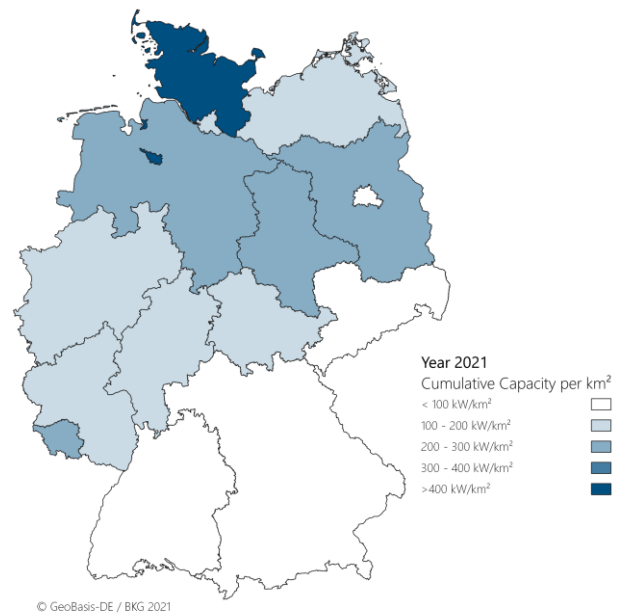 Year 2021
Cumulative Capacity per km²
< 100 kW/km²
100 - 200 kW/km²
200 - 300 kW/km²
300 - 400 kW/km²
>400 kW/km²
© GeoBasis-DE / BKG 2021